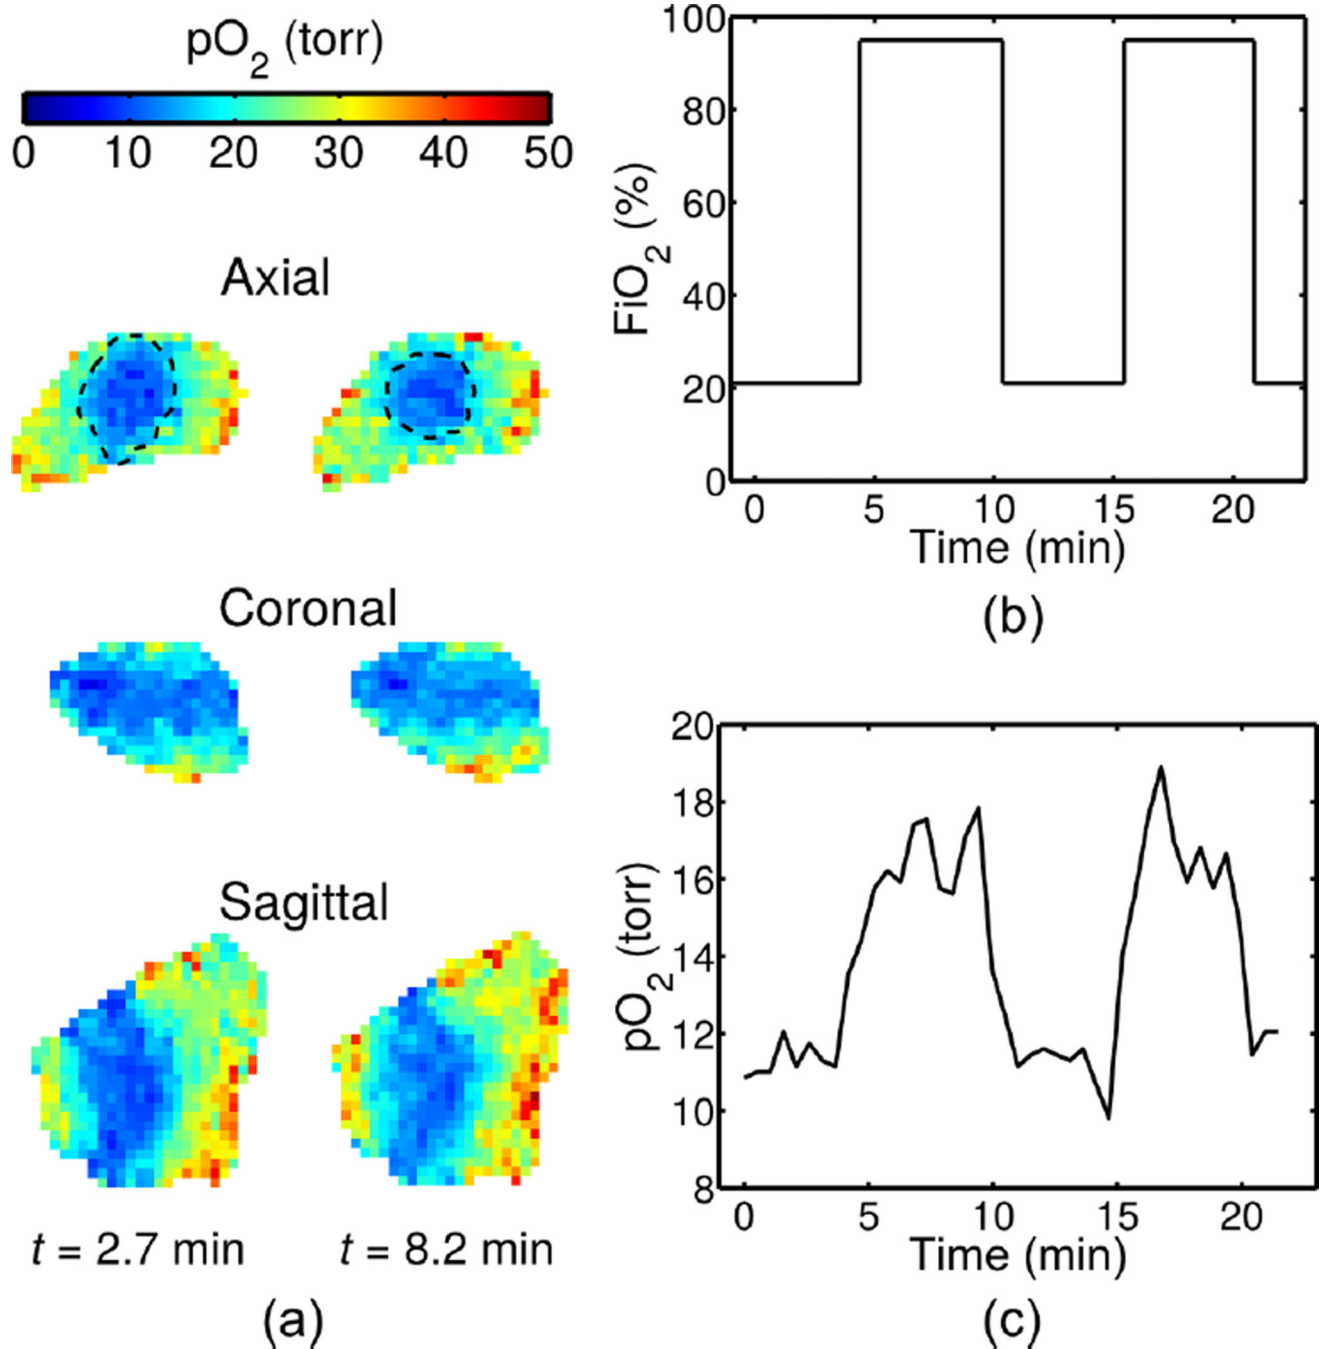 pO2 (torr)
0 10 20 30 40 50
Axial
Coronal
Sagittal
t = 2.7 min t = 8.2 min
(a)
100
80
60
40
20
0
FiO2 (%)
0 5 10 15 20
Time (min)
(b)
20
18
16
14
12
10
8
pO2 (torr)
0 5 10 15 20
Time (min)
(c)